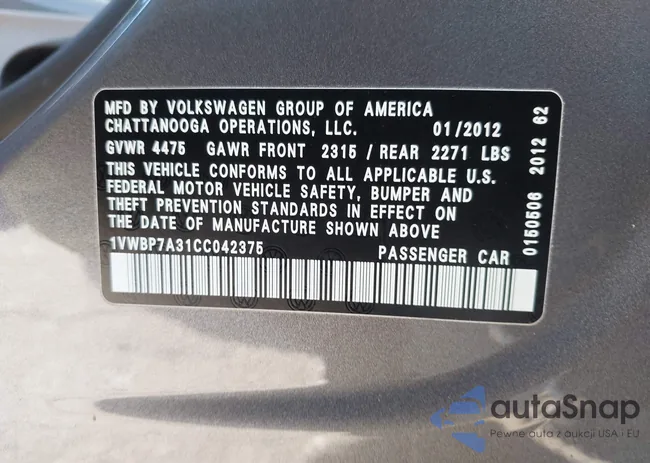 MFD BY VOLKSWAGEN GROUP OF AMERICA
CHATTANOOGA OPERATIONS, LLC. 01/2012
GVWR 4475 GAWR FRONT 2315 / REAR 2271 LBS
THIS VEHICLE CONFORMS TO ALL APPLICABLE U.S.
FEDERAL MOTOR VEHICLE SAFETY, BUMPER AND
THEFT PREVENTION STANDARDS IN EFFECT ON
THE DATE OF MANUFACTURE SHOWN ABOVE
1VWBP7A31CC042375 PASSENGER CAR
0150506 2012 62
autaSnap
Pewne auta z aukcji USA i EU